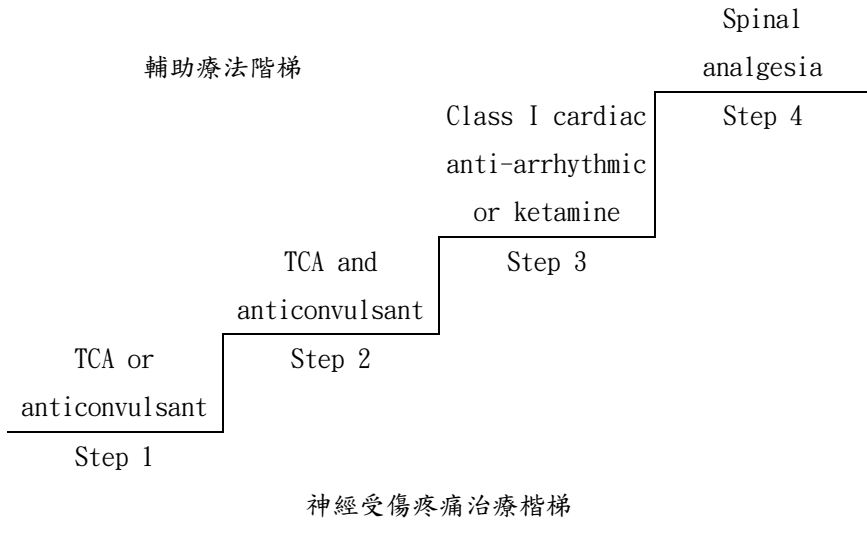 輔助療法階梯
Spinal
analgesia
Step 4
Class I cardiac
anti-arrhythmic
or ketamine
Step 3
TCA and
anticonvulsant
Step 2
TCA or
anticonvulsant
Step 1
神經受傷疼痛治療楷梯